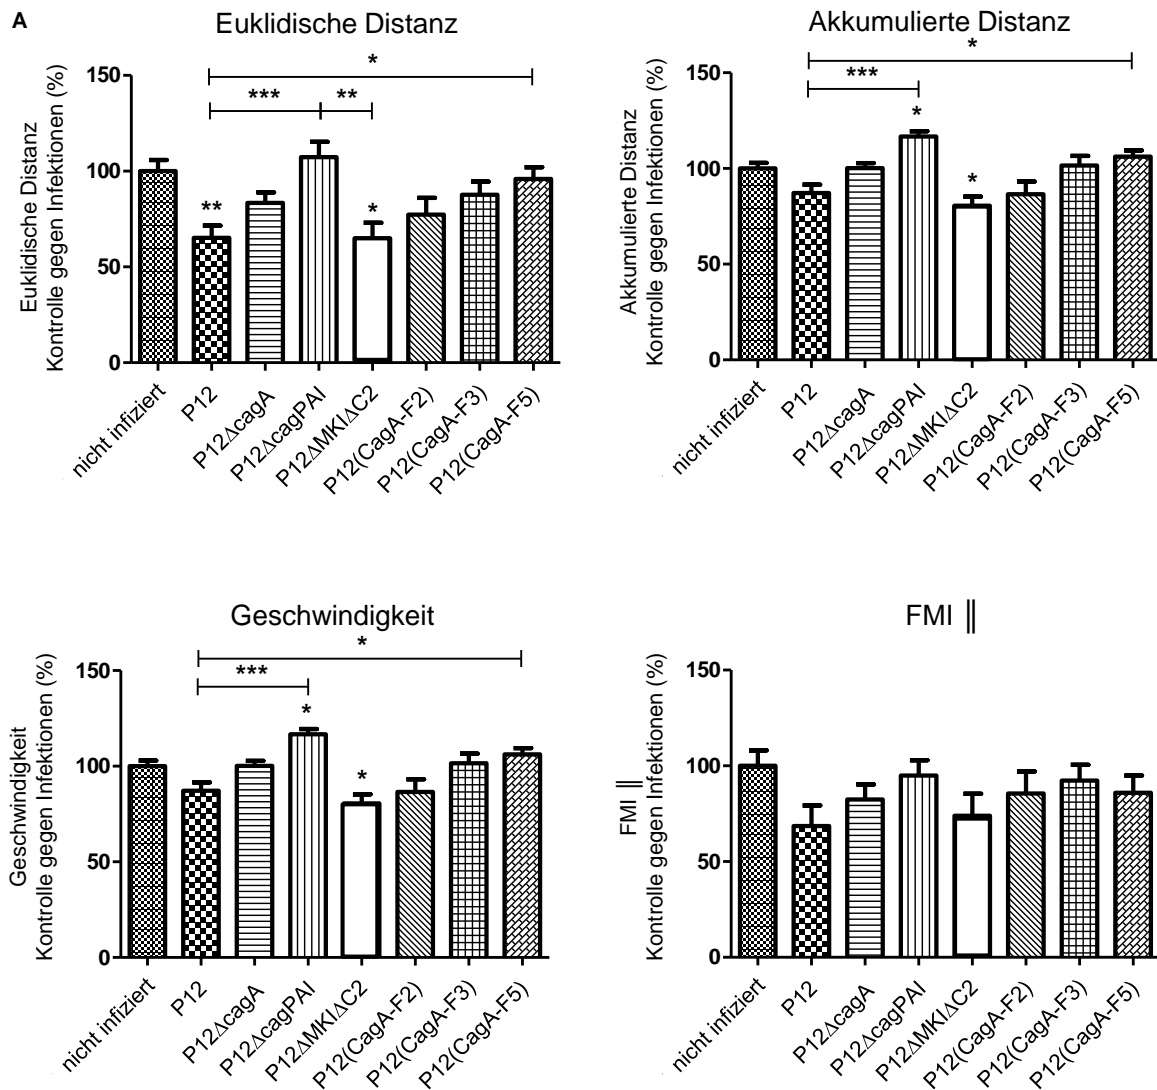 A
Euklidische Distanz
*
***
**
**
*
150
100
50
0
Euklidische Distanz
Kontrolle gegen Infektionen (%)
nicht infiziert
P12
P12ΔcagA
P12ΔcagPAI
P12ΔMKIΔC2
P12(CagA-F2)
P12(CagA-F3)
P12(CagA-F5)
Akkumulierte Distanz
*
***
*
*
150
100
50
0
Akkumulierte Distanz
Kontrolle gegen Infektionen (%)
nicht infiziert
P12
P12ΔcagA
P12ΔcagPAI
P12ΔMKIΔC2
P12(CagA-F2)
P12(CagA-F3)
P12(CagA-F5)
Geschwindigkeit
*
***
*
*
150
100
50
0
Geschwindigkeit
Kontrolle gegen Infektionen (%)
nicht infiziert
P12
P12ΔcagA
P12ΔcagPAI
P12ΔMKIΔC2
P12(CagA-F2)
P12(CagA-F3)
P12(CagA-F5)
FMI ||
150
100
50
0
FMI ||
Kontrolle gegen Infektionen (%)
nicht infiziert
P12
P12ΔcagA
P12ΔcagPAI
P12ΔMKIΔC2
P12(CagA-F2)
P12(CagA-F3)
P12(CagA-F5)